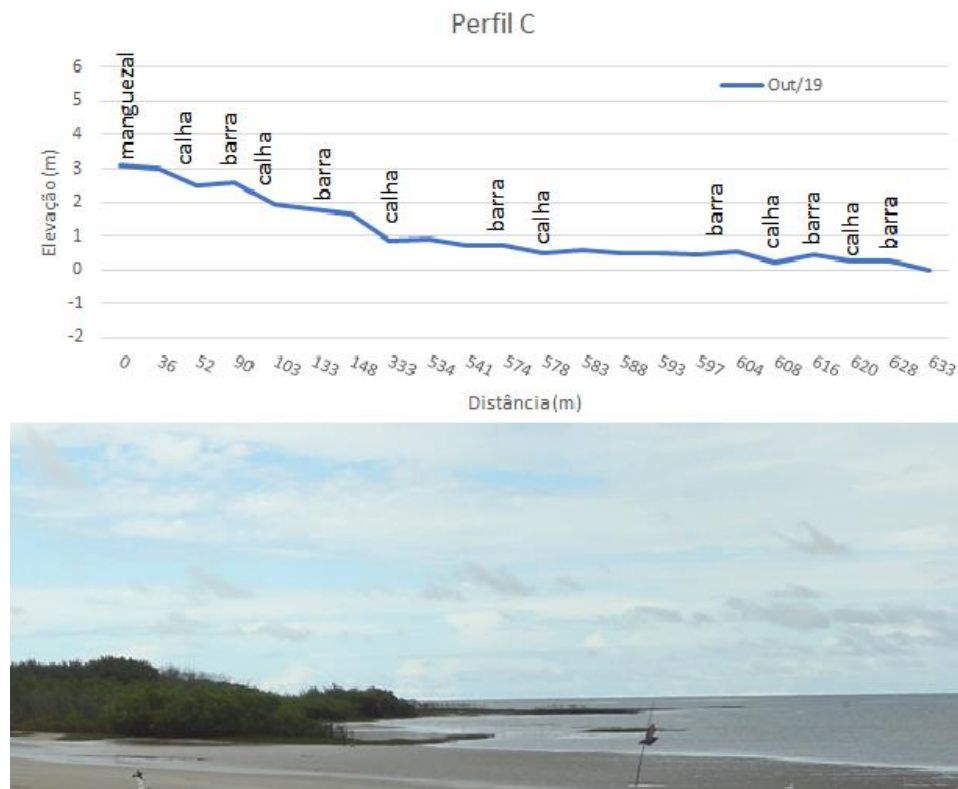 Perfil C
6
5
4
3
2
1
0
-1
-2
Elevação (m)
Out/19
manguezal
calha
barra
calha
barra
calha
barra
calha
barra
calha
barra
calha
barra
0 36 52 90 103 133 148 333 534 541 574 578 583 588 593 597 604 608 616 620 628 633
Distância (m)